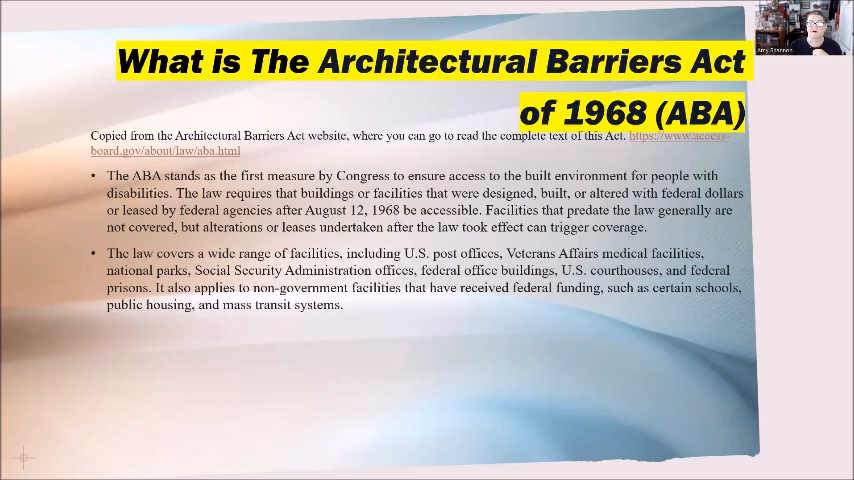 What is The Architectural Barriers Act
of 1968 (ABA)
Amy Shannon
Copied from the Architectural Barriers Act website, where you can go to read the complete text of this Act. https://www.access-
board.gov/about/law/aba.html
• The ABA stands as the first measure by Congress to ensure access to the built environment for people with
disabilities. The law requires that buildings or facilities that were designed, built, or altered with federal dollars
or leased by federal agencies after August 12, 1968 be accessible. Facilities that predate the law generally are
not covered, but alterations or leases undertaken after the law took effect can trigger coverage.
• The law covers a wide range of facilities, including U.S. post offices, Veterans Affairs medical facilities,
national parks, Social Security Administration offices, federal office buildings, U.S. courthouses, and federal
prisons. It also applies to non-government facilities that have received federal funding, such as certain schools,
public housing, and mass transit systems.